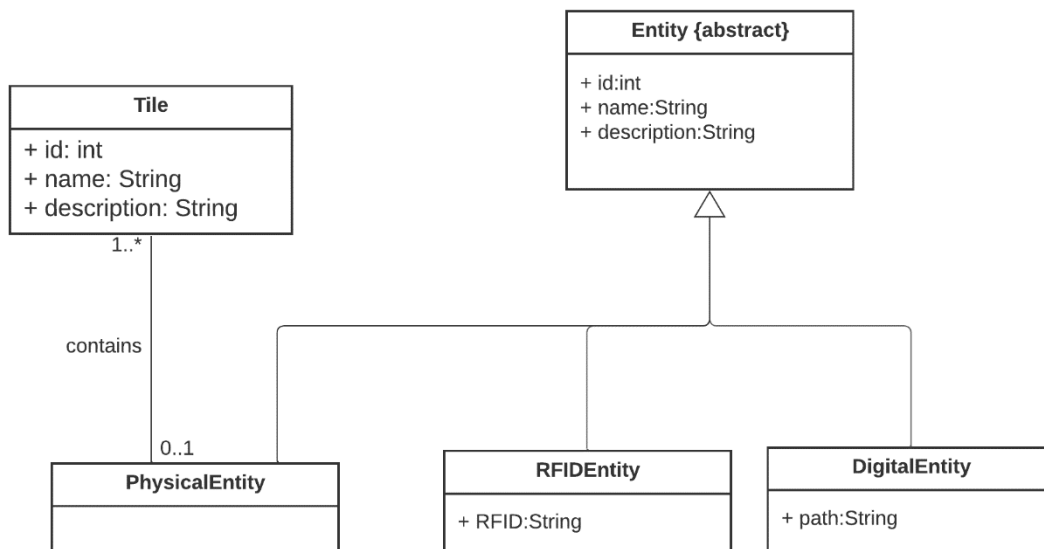 Entity {abstract}
+ id:int
+ name:String
+ description:String
Tile
+ id: int
+ name: String
+ description: String
1..*
contains
0..1
PhysicalEntity
RFIDEntity
+ RFID:String
DigitalEntity
+ path:String